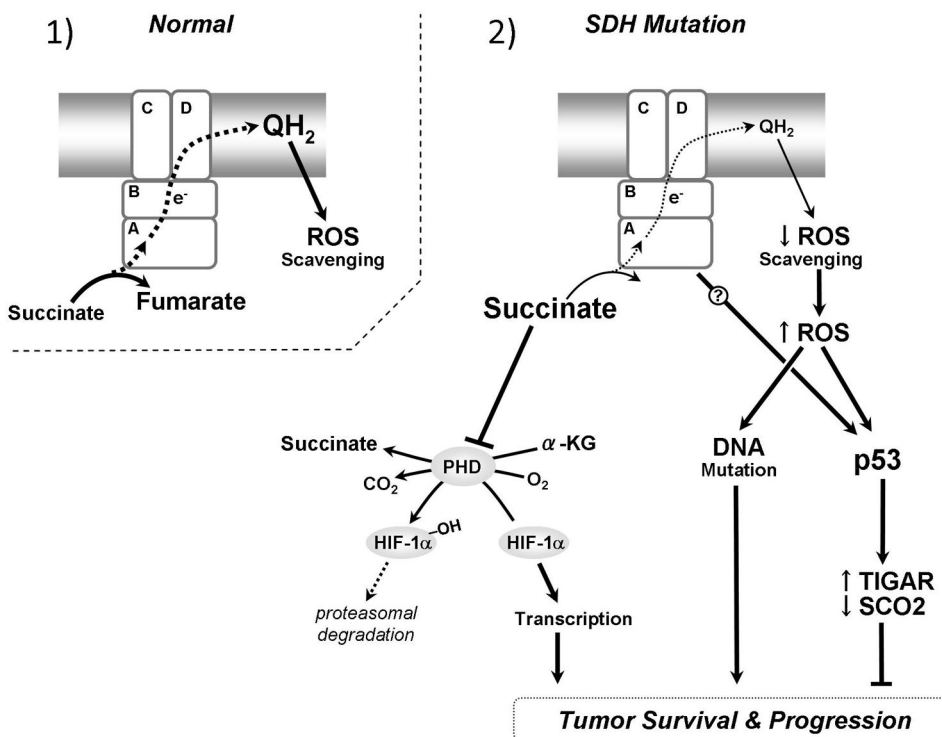 1)
Normal
C
D
QH₂
B
e⁻
A
ROS
Scavenging
Succinate
Fumarate
2)
SDH Mutation
C
D
QH₂
B
e⁻
A
↓ ROS
Scavenging
Succinate
?
↑ ROS
Succinate
α-KG
PHD
CO₂
O₂
DNA
Mutation
p53
HIF-1α
–OH
HIF-1α
↑ TIGAR
↓ SCO2
proteasomal
degradation
Transcription
Tumor Survival & Progression